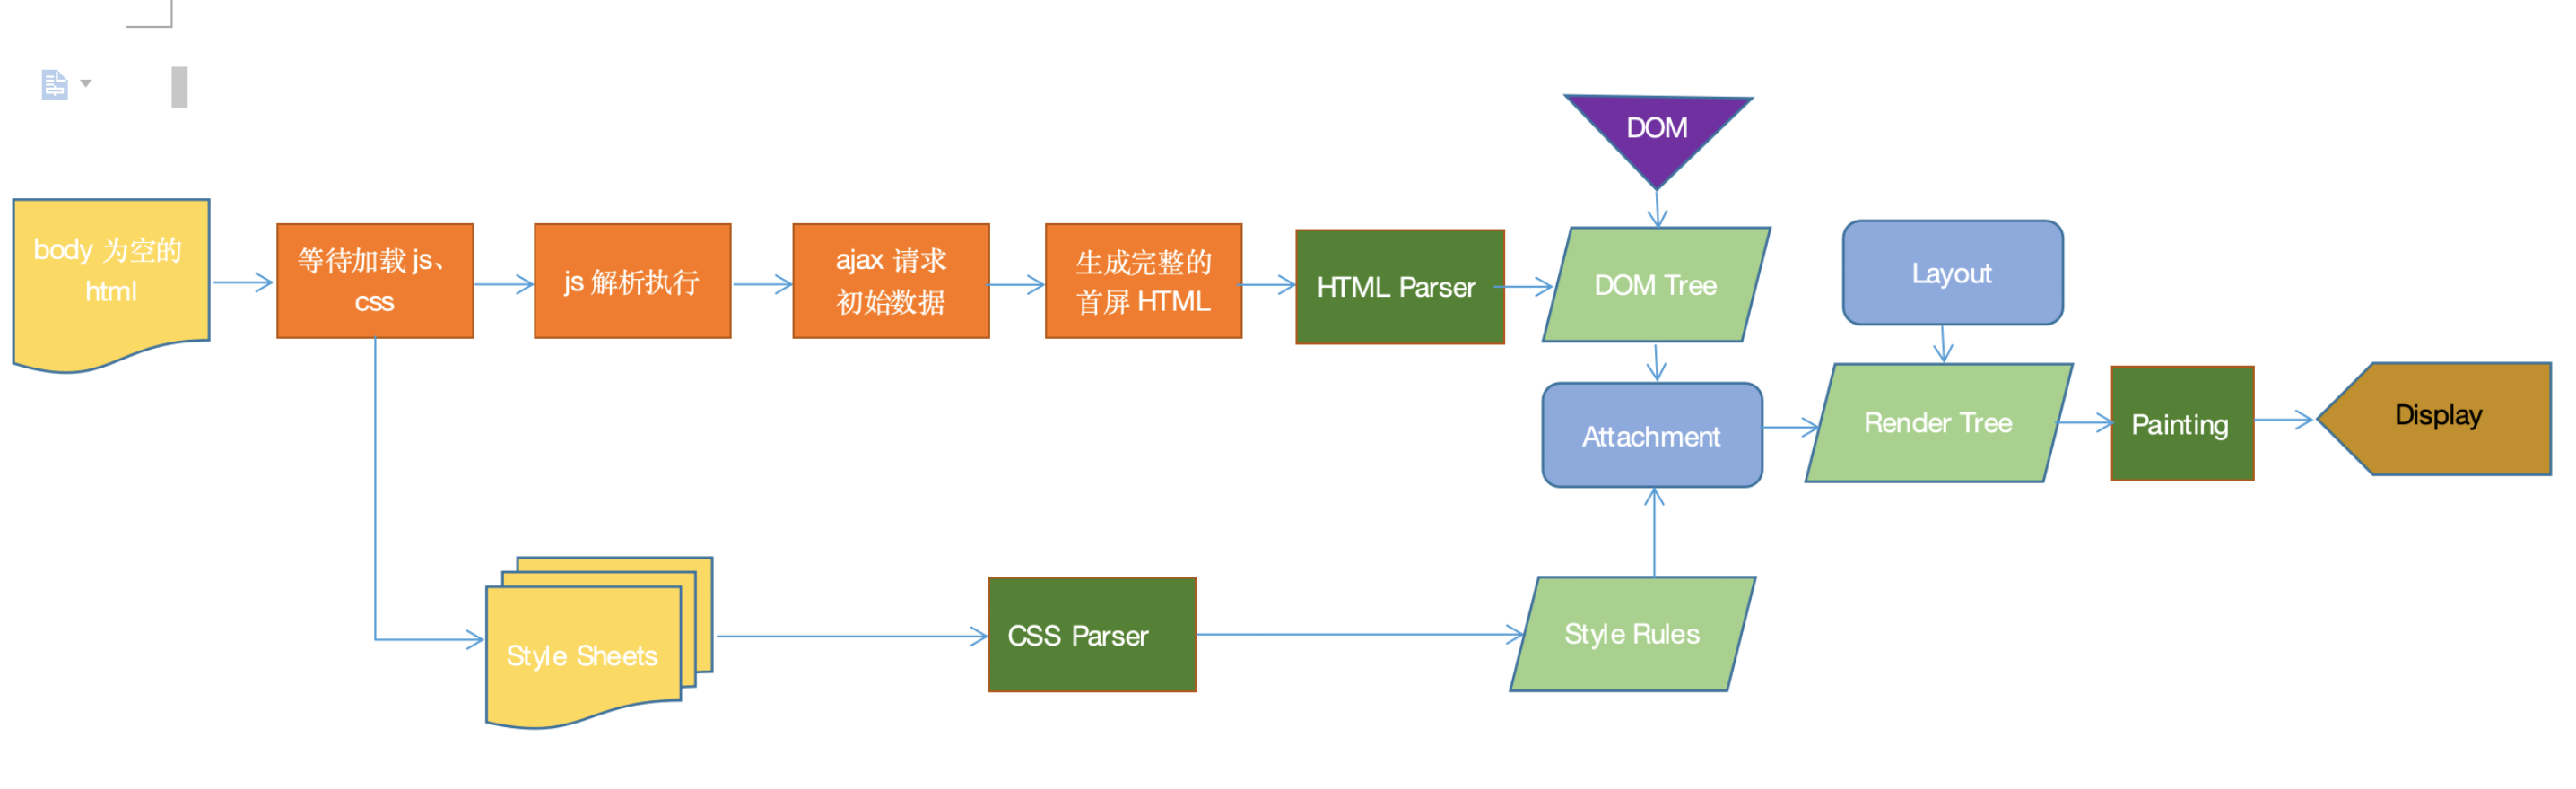 DOM
body 为空的
html
等待加载 js、
css
js 解析执行
ajax 请求
初始数据
生成完整的
首屏 HTML
HTML Parser
DOM Tree
Layout
Attachment
Render Tree
Painting
Display
Style Sheets
CSS Parser
Style Rules